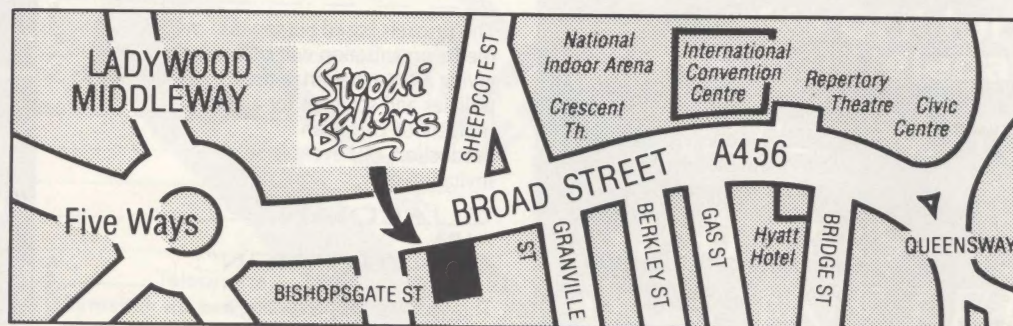 LADYWOOD
MIDDLEWAY
Stoodi
Bakers
SHEEPCOTE ST
National
Indoor Arena
International
Convention
Centre
Crescent
Th.
Repertory
Theatre
Civic
Centre
Five Ways
BROAD STREET A456
BISHOPSGATE ST
GRANVILLE
ST
BERKLEY ST
GAS ST
Hyatt
Hotel
BRIDGE ST
QUEENSWAY